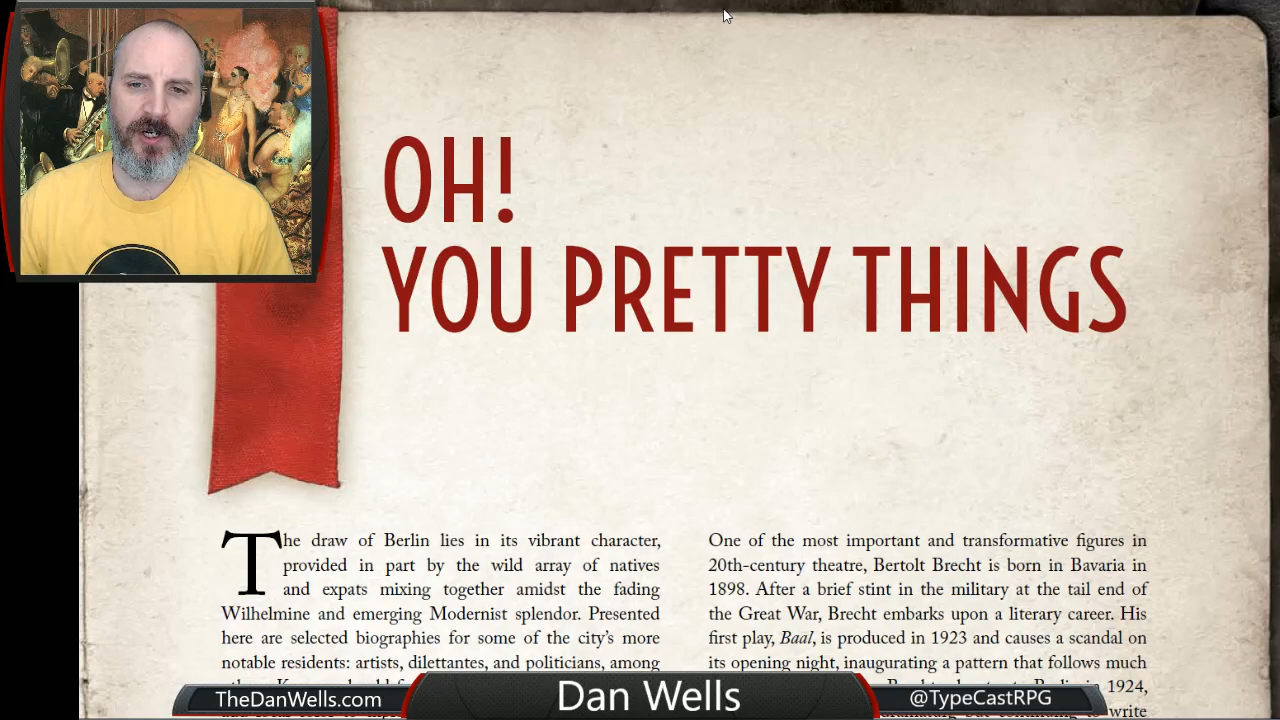 OH!
YOU PRETTY THINGS
The draw of Berlin lies in its vibrant character,
provided in part by the wild array of natives
and expats mixing together amidst the fading
Wilhelmine and emerging Modernist splendor. Presented
here are selected biographies for some of the city's more
notable residents: artists, dilettantes, and politicians, among
One of the most important and transformative figures in
20th-century theatre, Bertolt Brecht is born in Bavaria in
1898. After a brief stint in the military at the tail end of
the Great War, Brecht embarks upon a literary career. His
first play, Baal, is produced in 1923 and causes a scandal on
its opening night, inaugurating a pattern that follows much
1924,
write
TheDanWells.com
Dan Wells
@TypeCastRPG